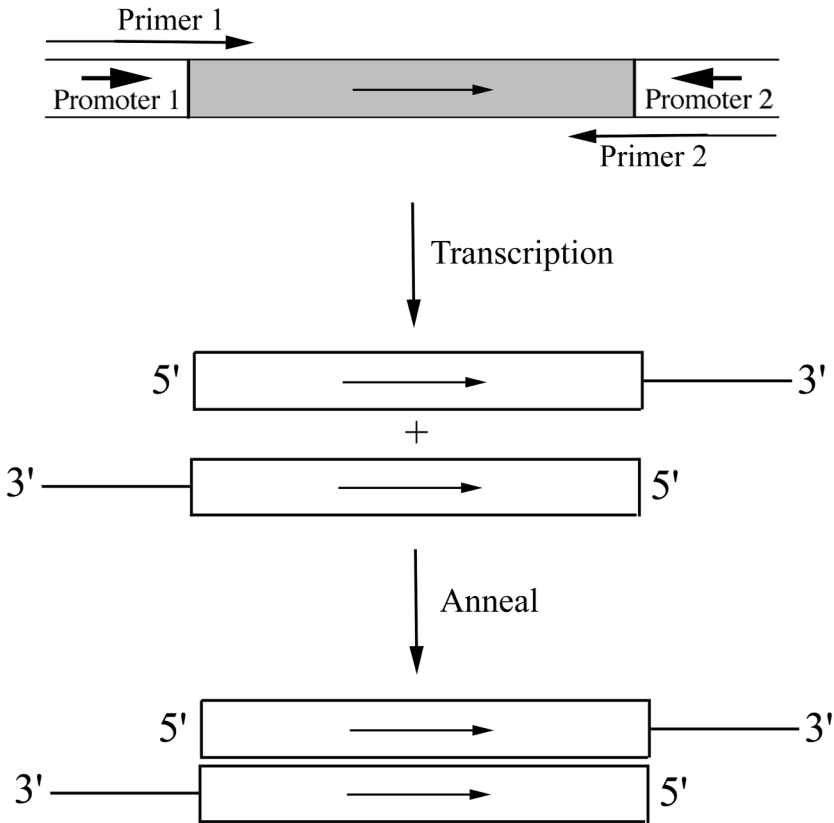 Primer 1
Promoter 1 Promoter 2
Primer 2
Transcription
5' 3'
+
3' 5'
Anneal
5' 3'
3' 5'